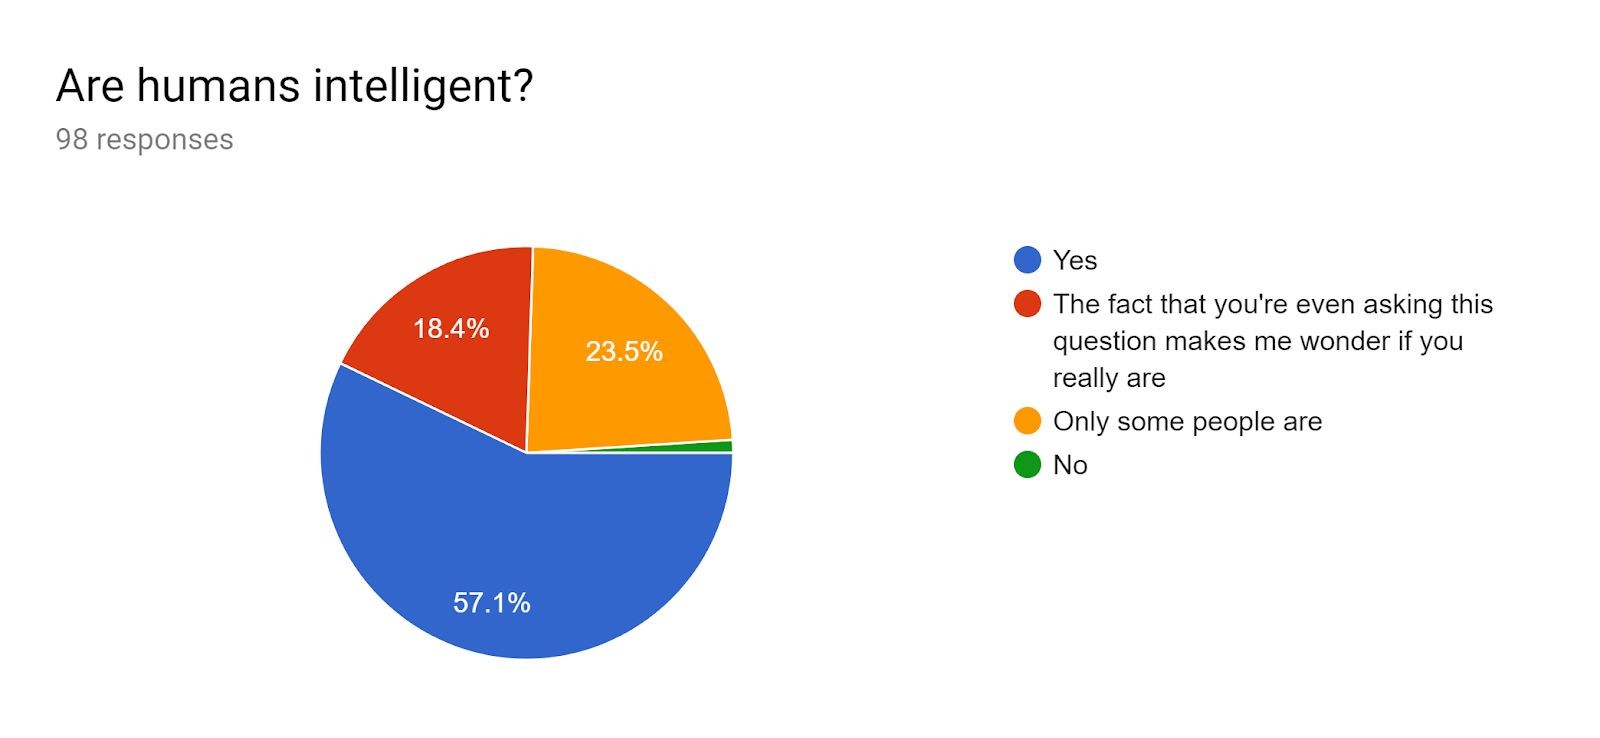 Are humans intelligent?
98 responses
18.4%
23.5%
57.1%
Yes
The fact that you're even asking this
question makes me wonder if you
really are
Only some people are
No